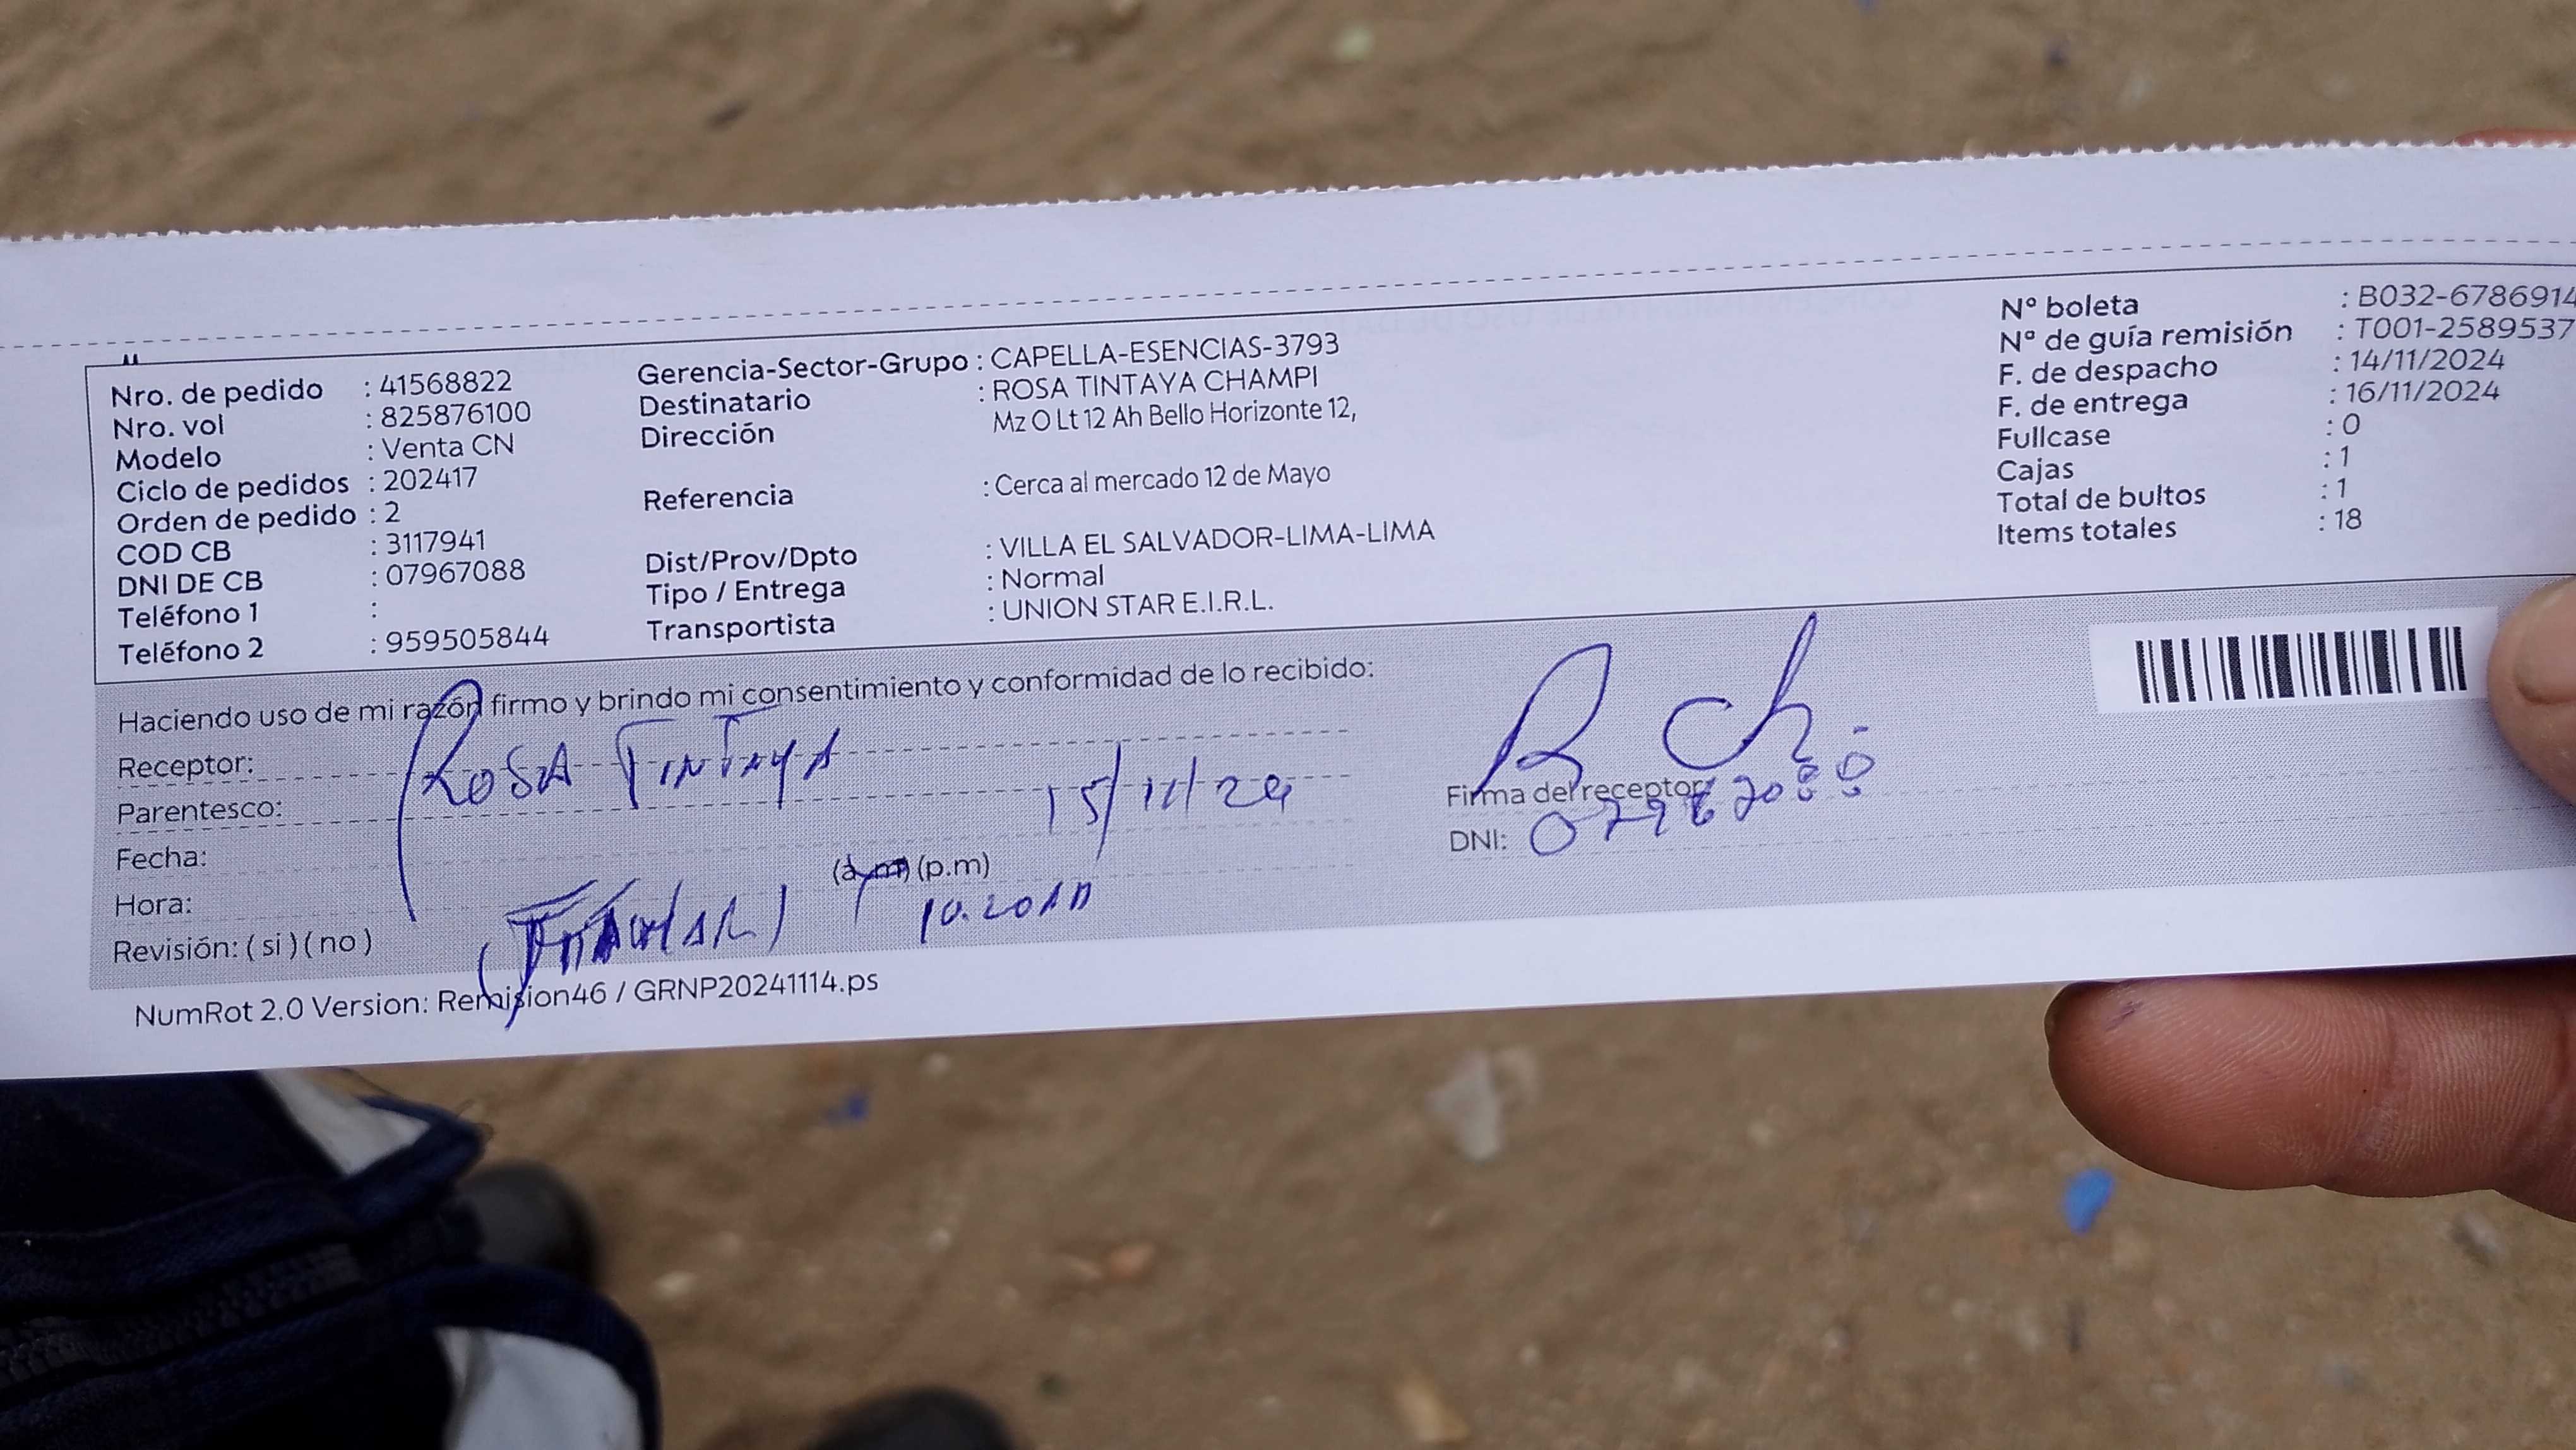 Nro. de pedido : 41568822
Nro. vol : 825876100
Modelo : Venta CN
Ciclo de pedidos : 202417
Orden de pedido : 2
COD CB : 3117941
DNI DE CB : 07967088
Teléfono 1 :
Teléfono 2 : 959505844
Gerencia-Sector-Grupo : CAPELLA-ESENCIAS-3793
Destinatario : ROSA TINTAYA CHAMPI
Dirección Mz O Lt 12 Ah Bello Horizonte 12,
Referencia : Cerca al mercado 12 de Mayo
Dist/Prov/Dpto : VILLA EL SALVADOR-LIMA-LIMA
Tipo / Entrega : Normal
Transportista : UNION STAR E.I.R.L.
Nº boleta : B032-6786914
Nº de guía remisión : T001-2589537
F. de despacho : 14/11/2024
F. de entrega : 16/11/2024
Fullcase : 0
Cajas : 1
Total de bultos : 1
Items totales : 18
Haciendo uso de mi razón firmo y brindo mi consentimiento y conformidad de lo recibido:
Receptor: ROSA TINTAYA
Parentesco:
15/11/24
Fecha:
Hora: (a.m) (p.m)
10.20
Revisión: ( si ) ( no )
R Ch.
Firma del receptor
DNI:
NumRot 2.0 Version: Remision46 / GRNP20241114.ps